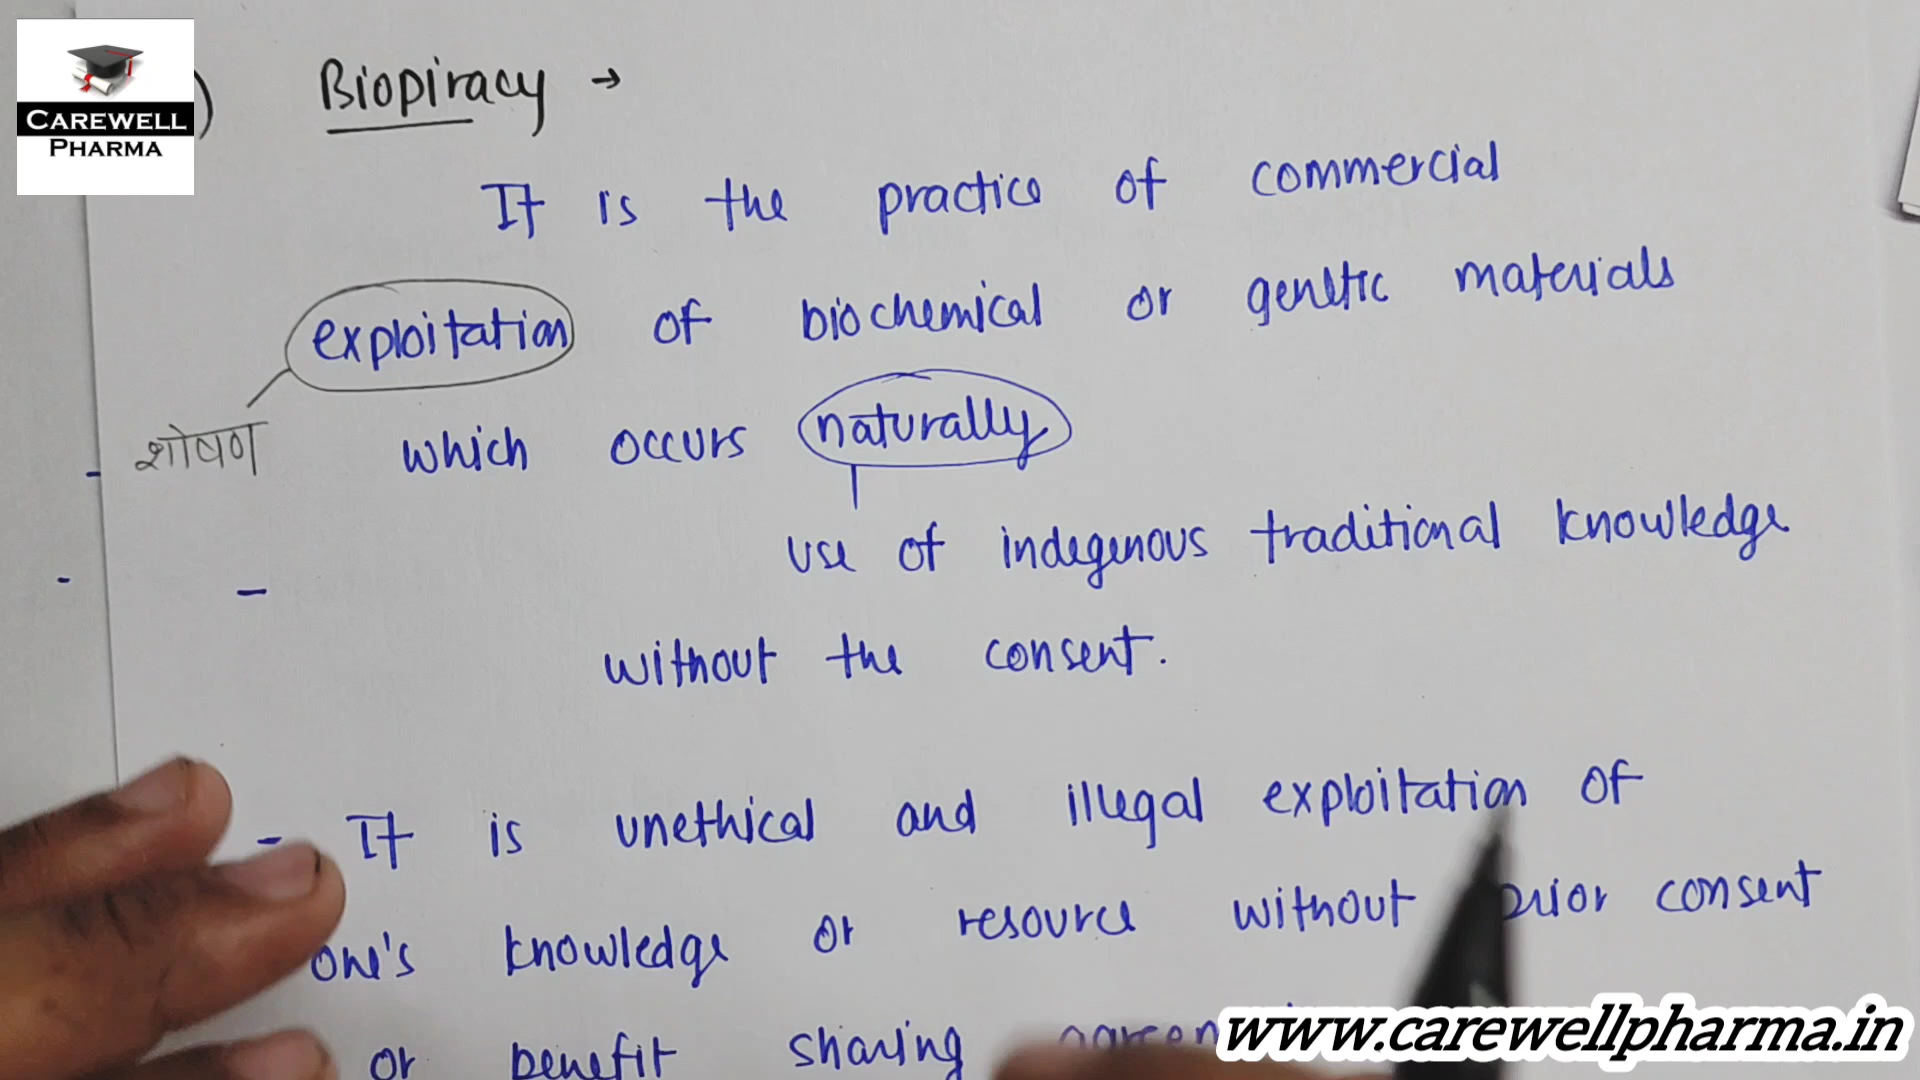 CAREWELL
PHARMA
) Biopiracy →
It is the practice of commercial
exploitation of biochemical or genetic materials
शोषण
which occurs naturally
use of indegenous traditional knowledge
without the consent.
- It is unethical and illegal exploitation of
one's knowledge or resource without prior consent
or benefit sharing
www.carewellpharma.in